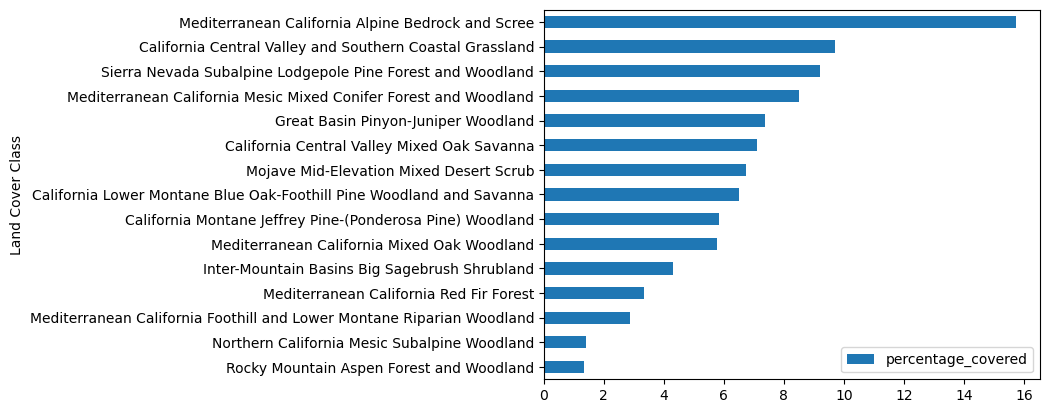 Land Cover Class
Mediterranean California Alpine Bedrock and Scree
California Central Valley and Southern Coastal Grassland
Sierra Nevada Subalpine Lodgepole Pine Forest and Woodland
Mediterranean California Mesic Mixed Conifer Forest and Woodland
Great Basin Pinyon-Juniper Woodland
California Central Valley Mixed Oak Savanna
Mojave Mid-Elevation Mixed Desert Scrub
California Lower Montane Blue Oak-Foothill Pine Woodland and Savanna
California Montane Jeffrey Pine-(Ponderosa Pine) Woodland
Mediterranean California Mixed Oak Woodland
Inter-Mountain Basins Big Sagebrush Shrubland
Mediterranean California Red Fir Forest
Mediterranean California Foothill and Lower Montane Riparian Woodland
Northern California Mesic Subalpine Woodland
Rocky Mountain Aspen Forest and Woodland
percentage_covered
0 2 4 6 8 10 12 14 16